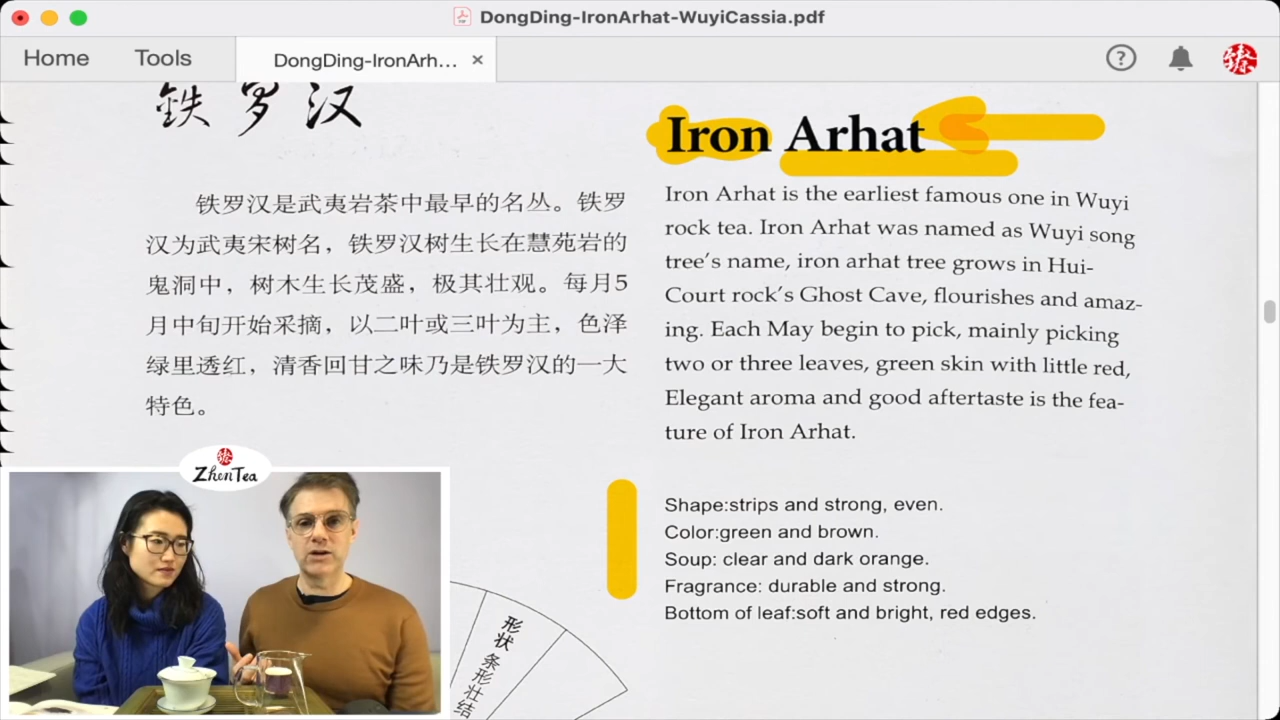 DongDing-IronArhat-WuyiCassia.pdf
Home
Tools
DongDing-IronArh...
鉄罗汉
铁罗汉是武夷岩茶中最早的名丛。铁罗
汉为武夷宋树名，铁罗汉树生长在慧苑岩的
鬼洞中，树木生长茂盛，极其壮观。每月5
月中旬开始采摘，以二叶或三叶为主，色泽
绿里透红，清香回甘之味乃是铁罗汉的一大
特色。
Iron Arhat
Iron Arhat is the earliest famous one in Wuyi
rock tea. Iron Arhat was named as Wuyi song
tree's name, iron arhat tree grows in Hui-
Court rock's Ghost Cave, flourishes and amaz-
ing. Each May begin to pick, mainly picking
two or three leaves, green skin with little red,
Elegant aroma and good aftertaste is the fea-
ture of Iron Arhat.
Shape:strips and strong, even.
Color:green and brown.
Soup: clear and dark orange.
Fragrance: durable and strong.
Bottom of leaf:soft and bright, red edges.
形状
条形壮结
ZhenTea